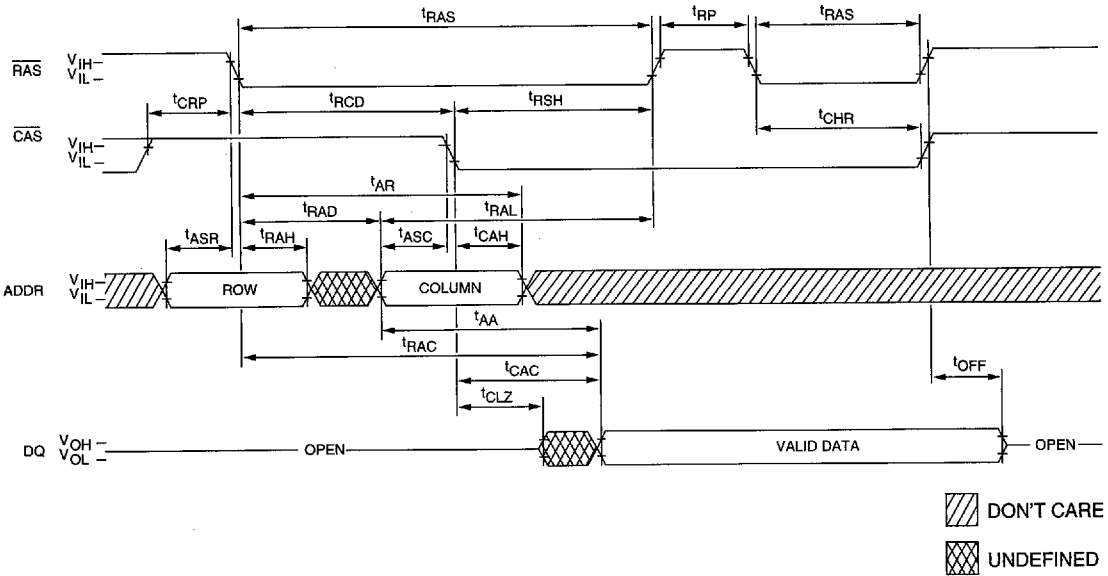 tRAS tRP tRAS
RAS VIH
VIL
tCRP tRCD tRSH tCHR
CAS VIH
VIL
tAR
tRAD tRAL
tASR tRAH tASC tCAH
ADDR VIH
VIL
ROW COLUMN
tAA
tRAC
tCAC tOFF
tCLZ
DQ VOH
VOL
OPEN VALID DATA OPEN
DON'T CARE
UNDEFINED